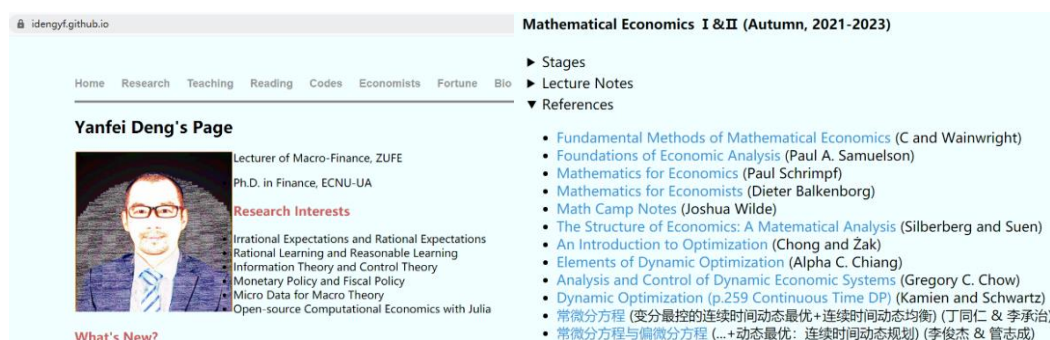 idengyf.github.io
Home Research Teaching Reading Codes Economists Fortune Bio
Yanfei Deng's Page
Lecturer of Macro-Finance, ZUFE
Ph.D. in Finance, ECNU-UA
Research Interests
Irrational Expectations and Rational Expectations
Rational Learning and Reasonable Learning
Information Theory and Control Theory
Monetary Policy and Fiscal Policy
Micro Data for Macro Theory
Open-source Computational Economics with Julia
What's New?
Mathematical Economics Ⅰ&Ⅱ (Autumn, 2021-2023)
▶ Stages
▶ Lecture Notes
▼ References
• Fundamental Methods of Mathematical Economics (C and Wainwright)
• Foundations of Economic Analysis (Paul A. Samuelson)
• Mathematics for Economics (Paul Schrimpf)
• Mathematics for Economists (Dieter Balkenborg)
• Math Camp Notes (Joshua Wilde)
• The Structure of Economics: A Matematical Analysis (Silberberg and Suen)
• An Introduction to Optimization (Chong and Żak)
• Elements of Dynamic Optimization (Alpha C. Chiang)
• Analysis and Control of Dynamic Economic Systems (Gregory C. Chow)
• Dynamic Optimization (p.259 Continuous Time DP) (Kamien and Schwartz)
• 常微分方程 (变分最控的连续时间动态最优+连续时间动态均衡) (丁同仁 & 李承治)
• 常微分方程与偏微分方程 (...+动态最优：连续时间动态规划) (李俊杰 & 管志成)